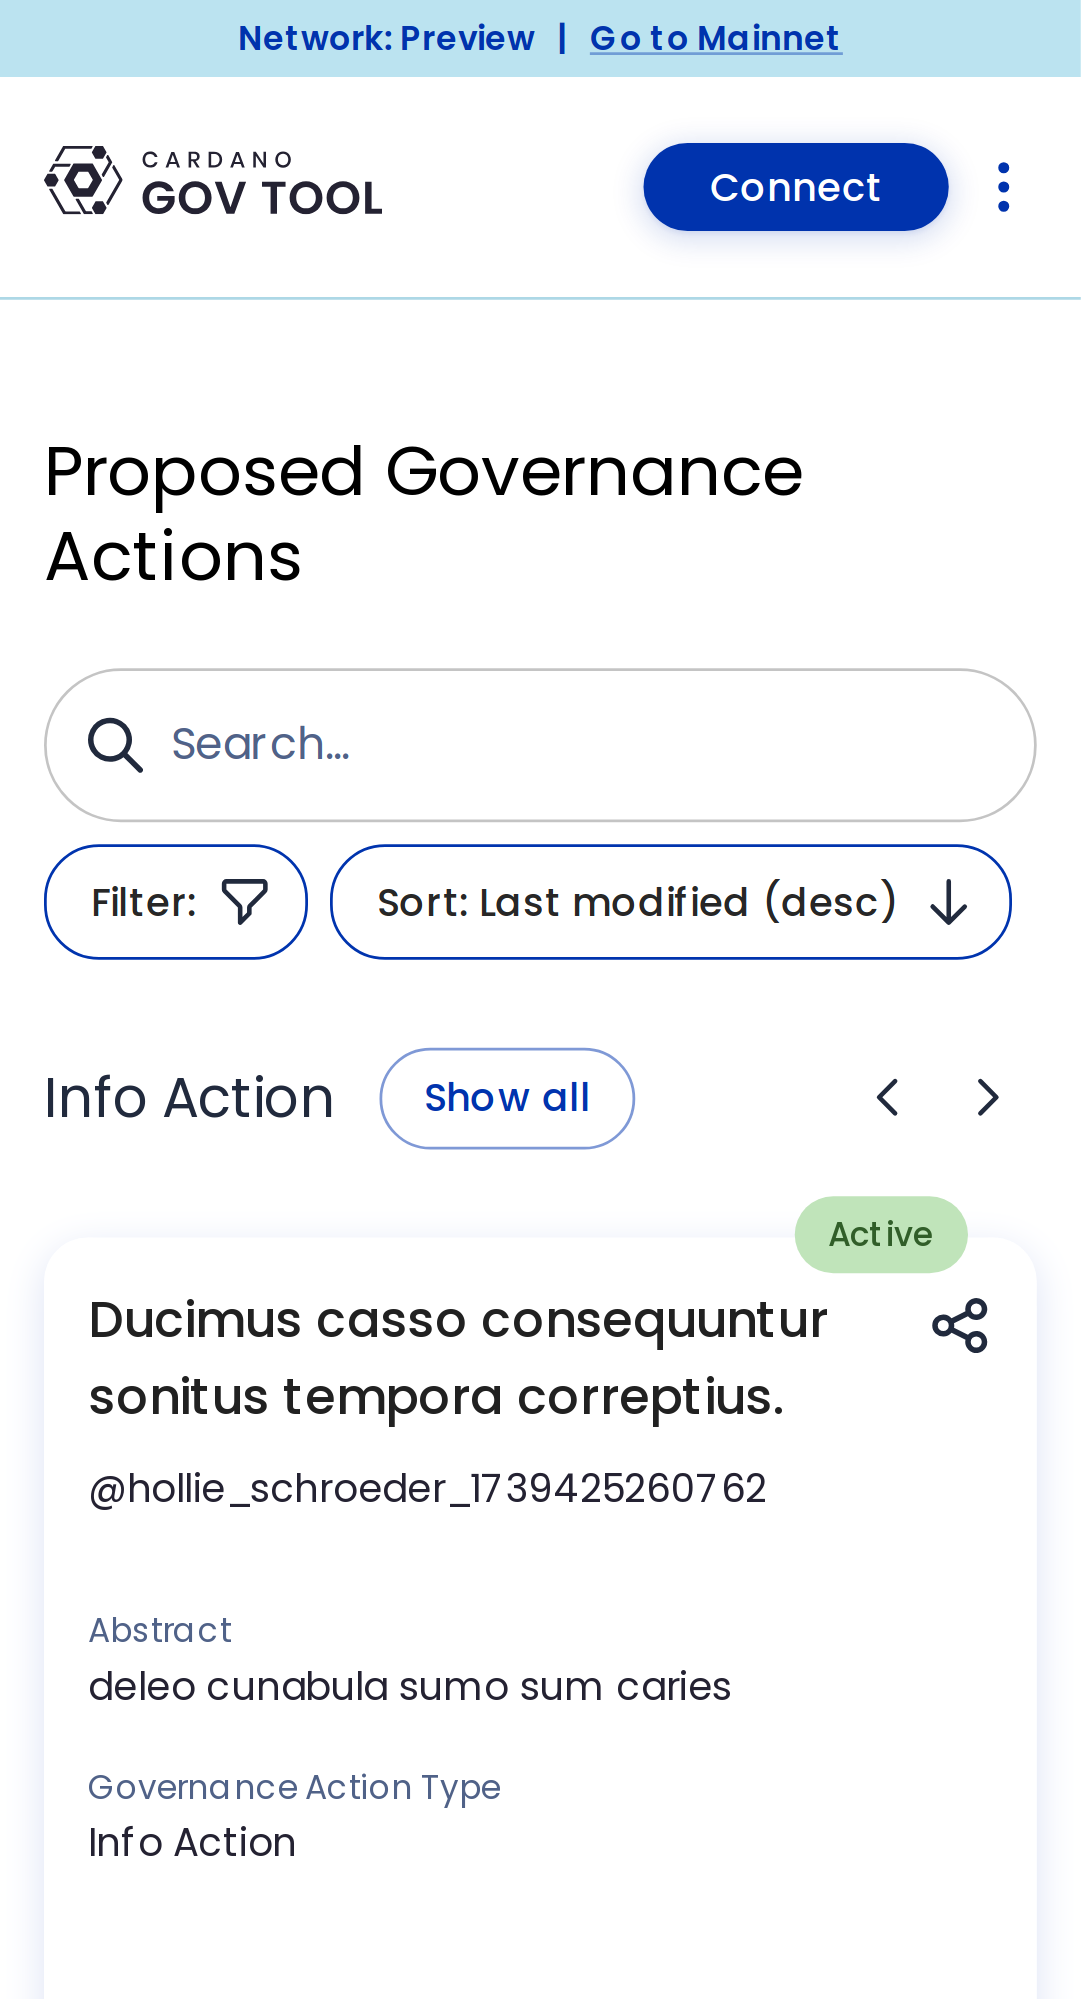 Network: Preview | Go to Mainnet
CARDANO
GOV TOOL
Connect
Proposed Governance
Actions
Search...
Filter:
Sort: Last modified (desc)
Info Action
Show all
Active
Ducimus casso consequuntur
sonitus tempora correptius.
@hollie_schroeder_1739425260762
Abstract
deleo cunabula sumo sum caries
Governance Action Type
Info Action